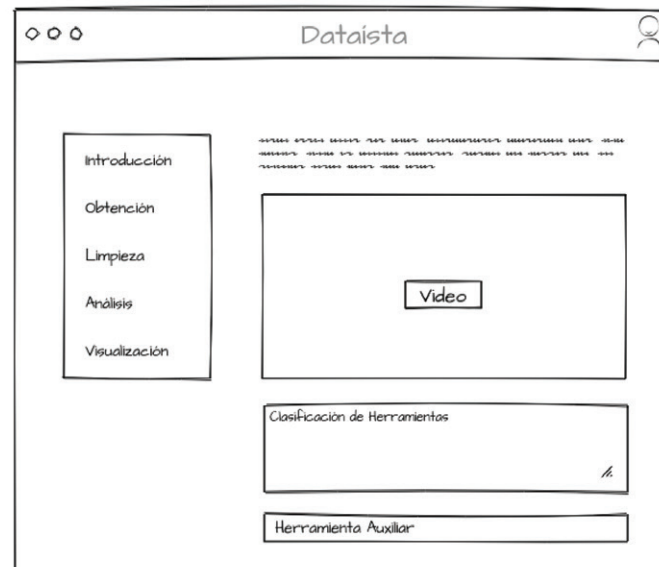 Dataísta
Introducción
Obtención
Limpieza
Análisis
Visualización
Video
Clasificación de Herramientas
Herramienta Auxiliar